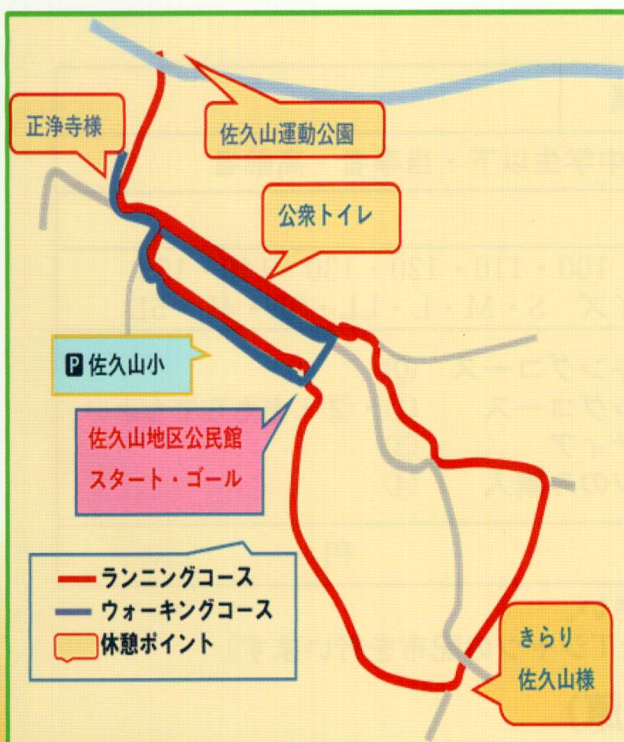 正浄寺様
佐久山運動公園
公衆トイレ
P 佐久山小
佐久山地区公民館
スタート・ゴール
ランニングコース
ウォーキングコース
休憩ポイント
きらり
佐久山様